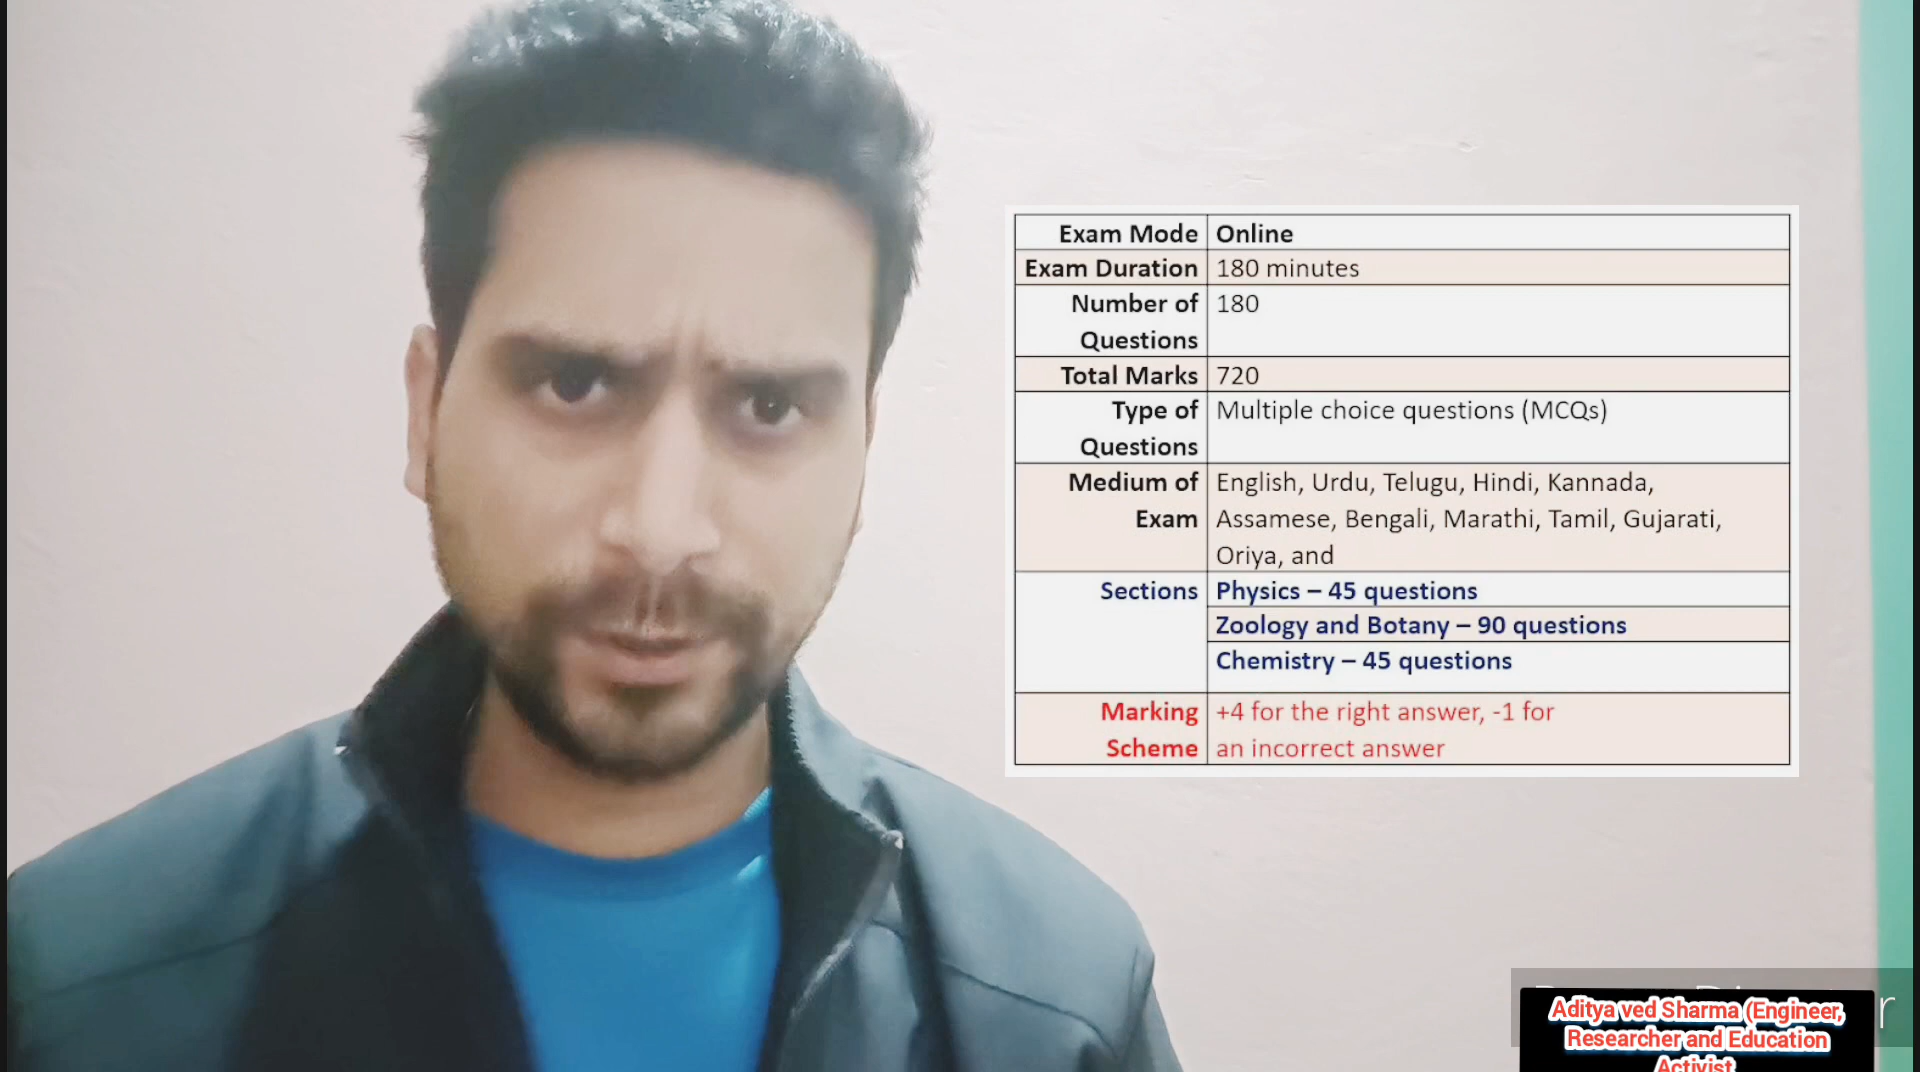 Exam Mode Online
Exam Duration 180 minutes
Number of 180
Questions
Total Marks 720
Type of Multiple choice questions (MCQs)
Questions
Medium of English, Urdu, Telugu, Hindi, Kannada,
Exam Assamese, Bengali, Marathi, Tamil, Gujarati,
Oriya, and
Sections Physics – 45 questions
Zoology and Botany – 90 questions
Chemistry – 45 questions
Marking +4 for the right answer, -1 for
Scheme an incorrect answer
Aditya ved Sharma (Engineer,
Researcher and Education
Activist